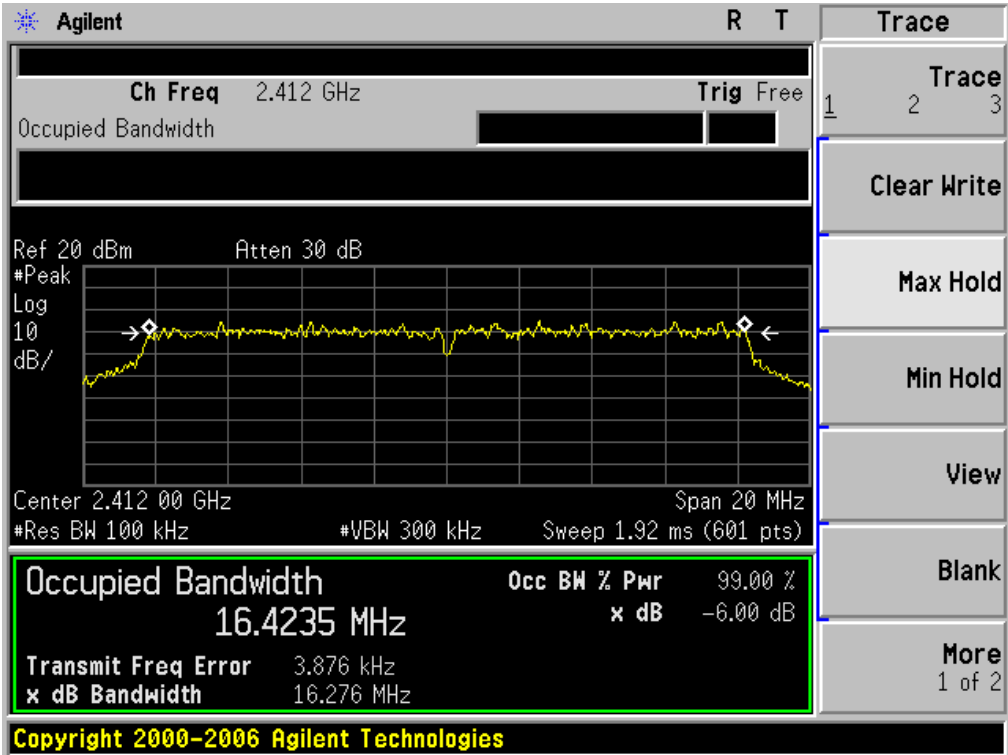 Agilent R T Trace
Ch Freq 2.412 GHz Trig Free
Occupied Bandwidth
Trace
1 2 3
Clear Write
Max Hold
Min Hold
View
Blank
More
1 of 2
Ref 20 dBm Atten 30 dB
#Peak
Log
10
dB/
Center 2.412 00 GHz Span 20 MHz
#Res BW 100 kHz #VBW 300 kHz Sweep 1.92 ms (601 pts)
Occupied Bandwidth Occ BW % Pwr 99.00 %
16.4235 MHz x dB -6.00 dB
Transmit Freq Error 3.876 kHz
x dB Bandwidth 16.276 MHz
Copyright 2000-2006 Agilent Technologies